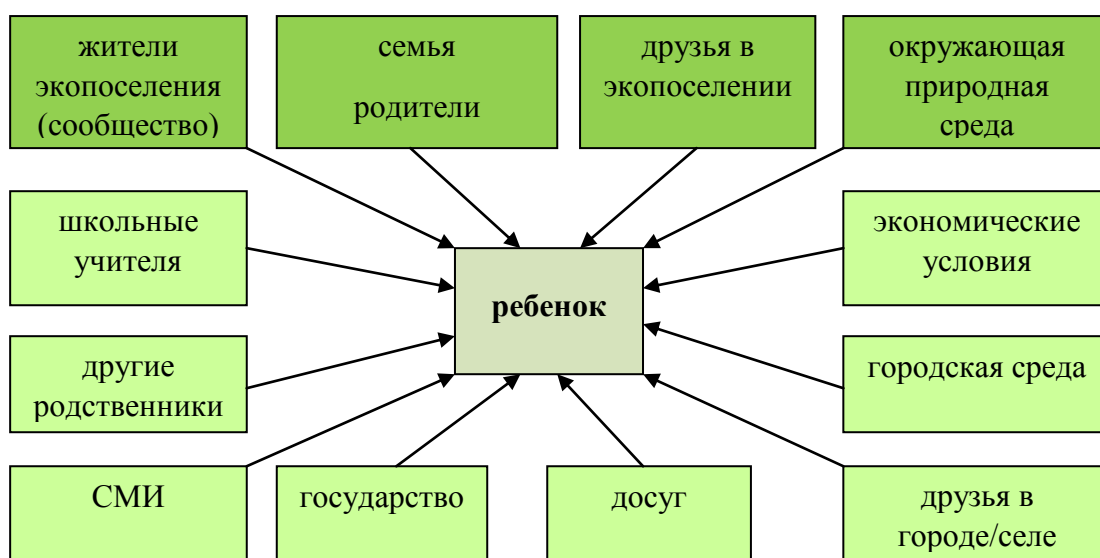 жители
экопоселения
(сообщество)
семья
родители
друзья в
экопоселении
окружающая
природная
среда
школьные
учителя
экономические
условия
ребенок
другие
родственники
городская среда
СМИ
государство
досуг
друзья в
городе/селе